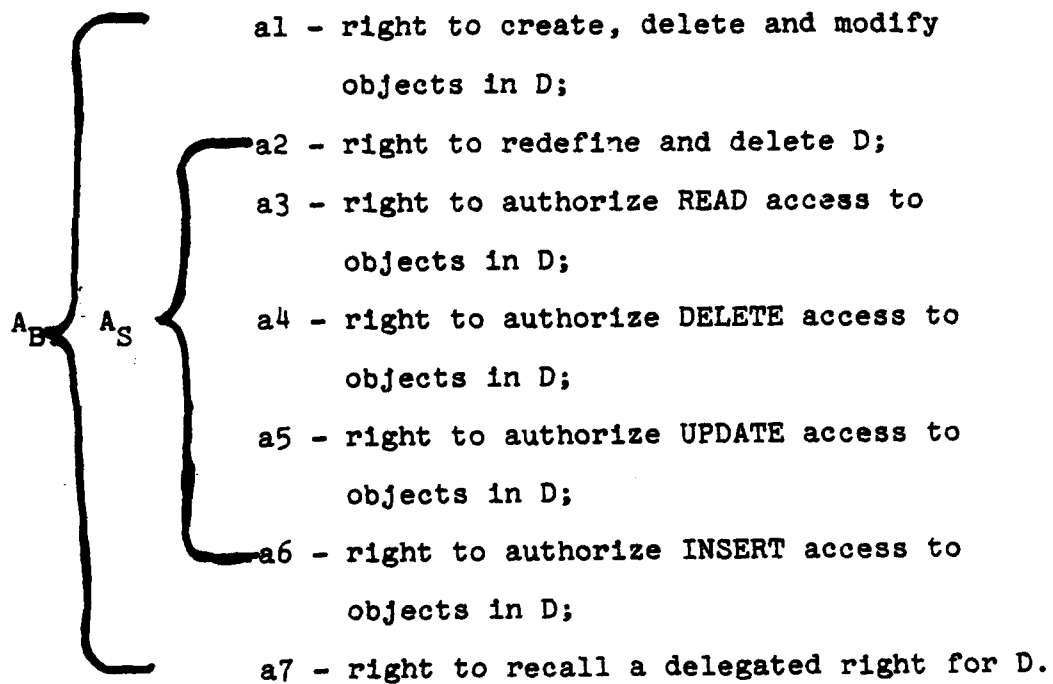 a1 - right to create, delete and modify
objects in D;
a2 - right to redefine and delete D;
a3 - right to authorize READ access to
objects in D;
A_B A_S a4 - right to authorize DELETE access to
objects in D;
a5 - right to authorize UPDATE access to
objects in D;
a6 - right to authorize INSERT access to
objects in D;
a7 - right to recall a delegated right for D.